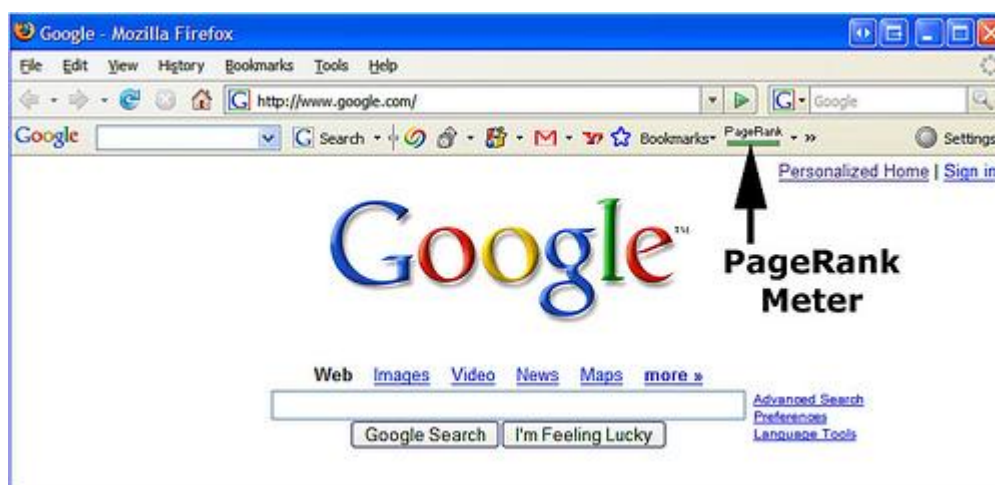 Google - Mozilla Firefox
File Edit View History Bookmarks Tools Help
G http://www.google.com/ G Google
Google G Search Bookmarks PageRank » Settings
Personalized Home | Sign in
Google™
PageRank
Meter
Web Images Video News Maps more »
Advanced Search
Preferences
Google Search I'm Feeling Lucky Language Tools